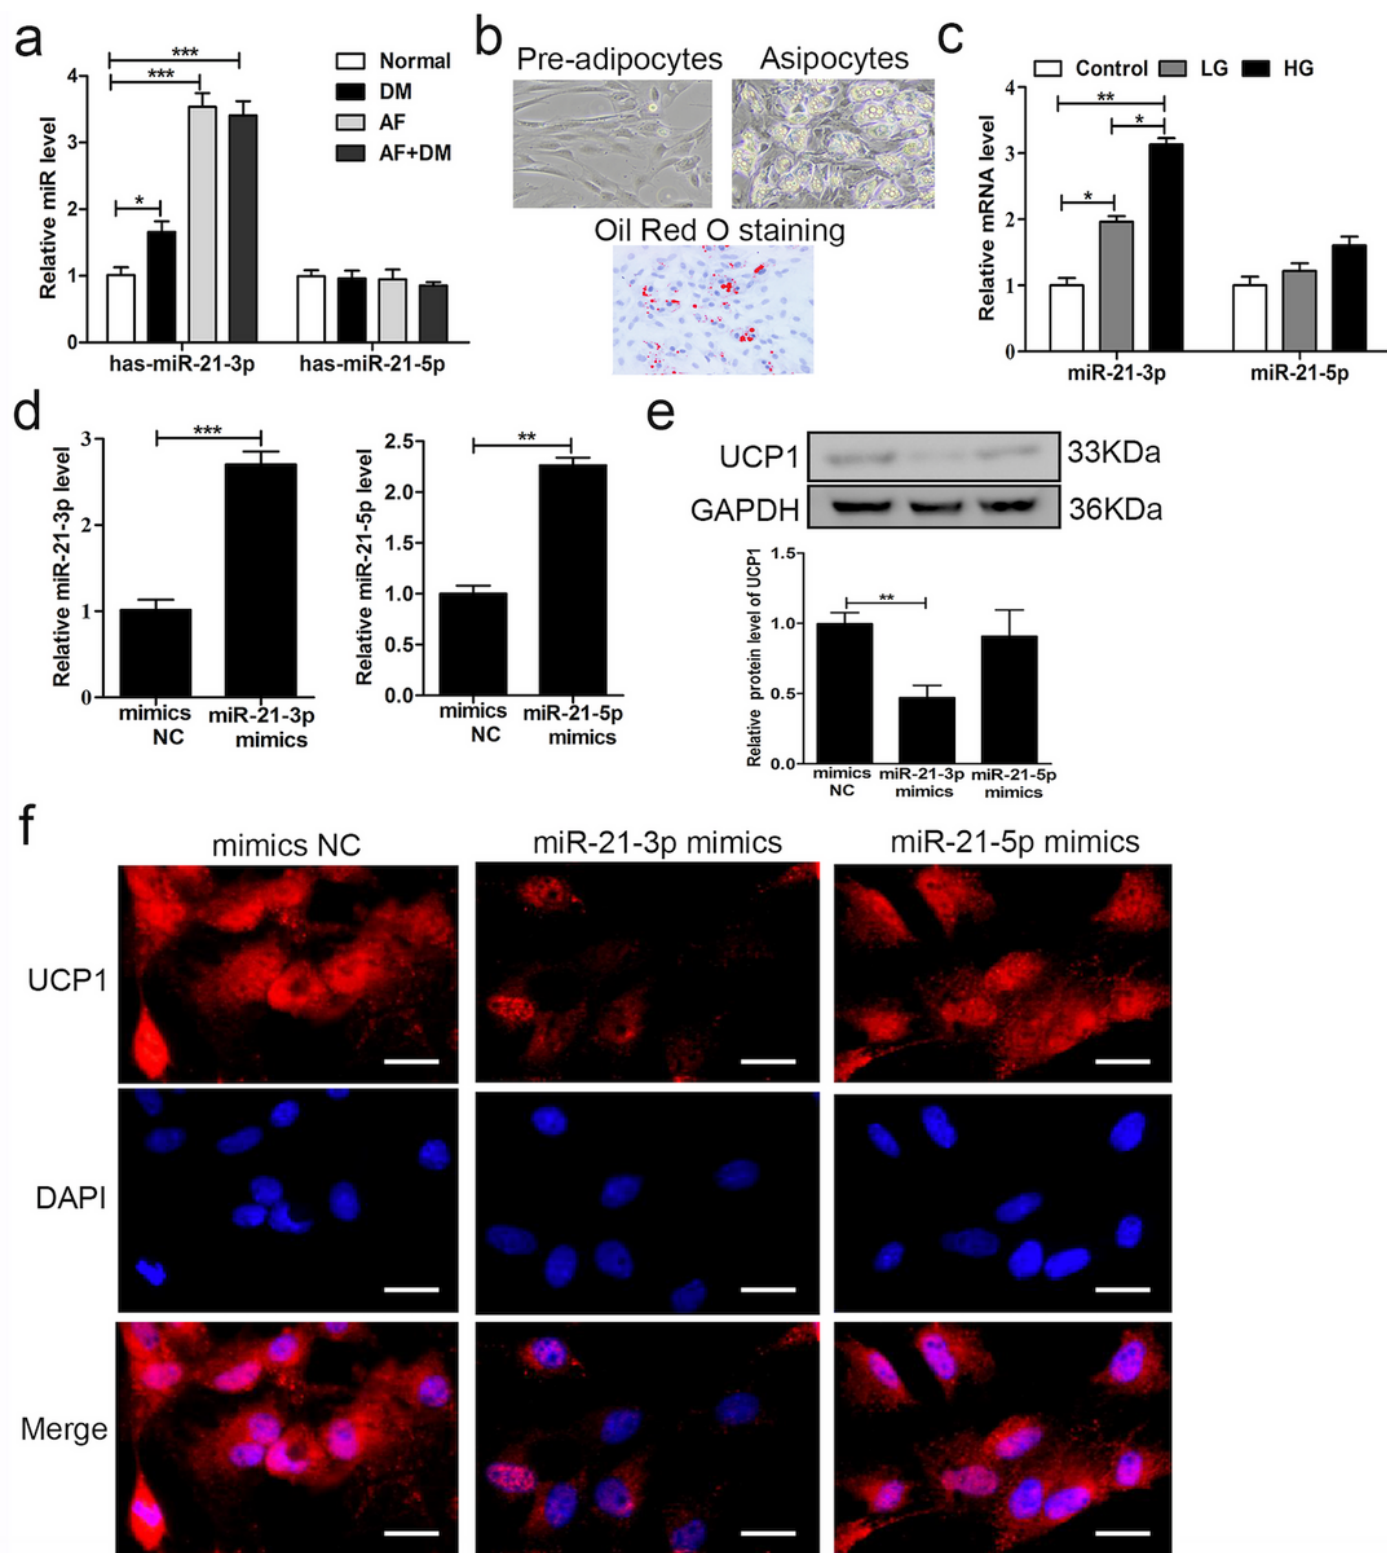 a
***
***
*
Relative miR level
4
3
2
1
0
has-miR-21-3p
has-miR-21-5p
Normal
DM
AF
AF+DM
b
Pre-adipocytes
Asipocytes
Oil Red O staining
c
Control
LG
HG
**
*
*
Relative mRNA level
4
3
2
1
0
miR-21-3p
miR-21-5p
d
***
Relative miR-21-3p level
3
2
1
0
mimics
NC
miR-21-3p
mimics
**
Relative miR-21-5p level
2.5
2.0
1.5
1.0
0.5
0.0
mimics
NC
miR-21-5p
mimics
e
UCP1
33KDa
GAPDH
36KDa
**
Relative protein level of UCP1
1.5
1.0
0.5
0.0
mimics
NC
miR-21-3p
mimics
miR-21-5p
mimics
f
mimics NC
miR-21-3p mimics
miR-21-5p mimics
UCP1
DAPI
Merge